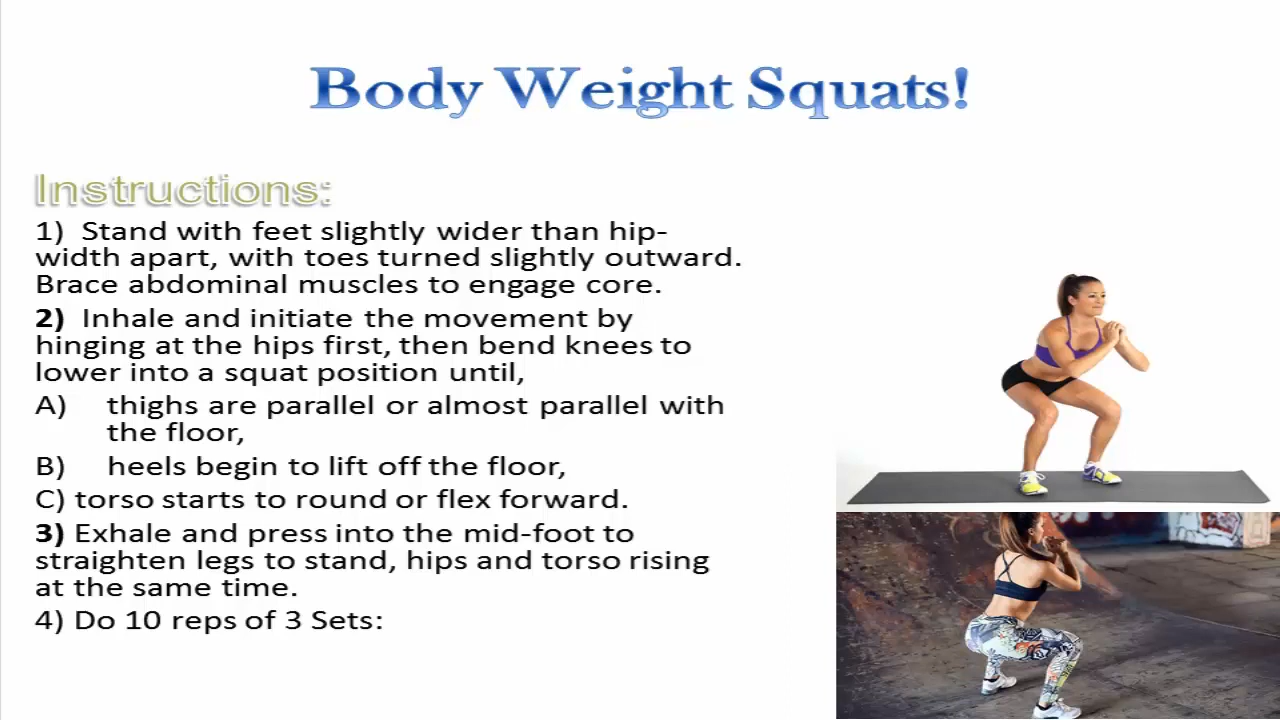 Body Weight Squats!
Instructions:
1) Stand with feet slightly wider than hip-
width apart, with toes turned slightly outward.
Brace abdominal muscles to engage core.
2) Inhale and initiate the movement by
hinging at the hips first, then bend knees to
lower into a squat position until,
A) thighs are parallel or almost parallel with
the floor,
B) heels begin to lift off the floor,
C) torso starts to round or flex forward.
3) Exhale and press into the mid-foot to
straighten legs to stand, hips and torso rising
at the same time.
4) Do 10 reps of 3 Sets: